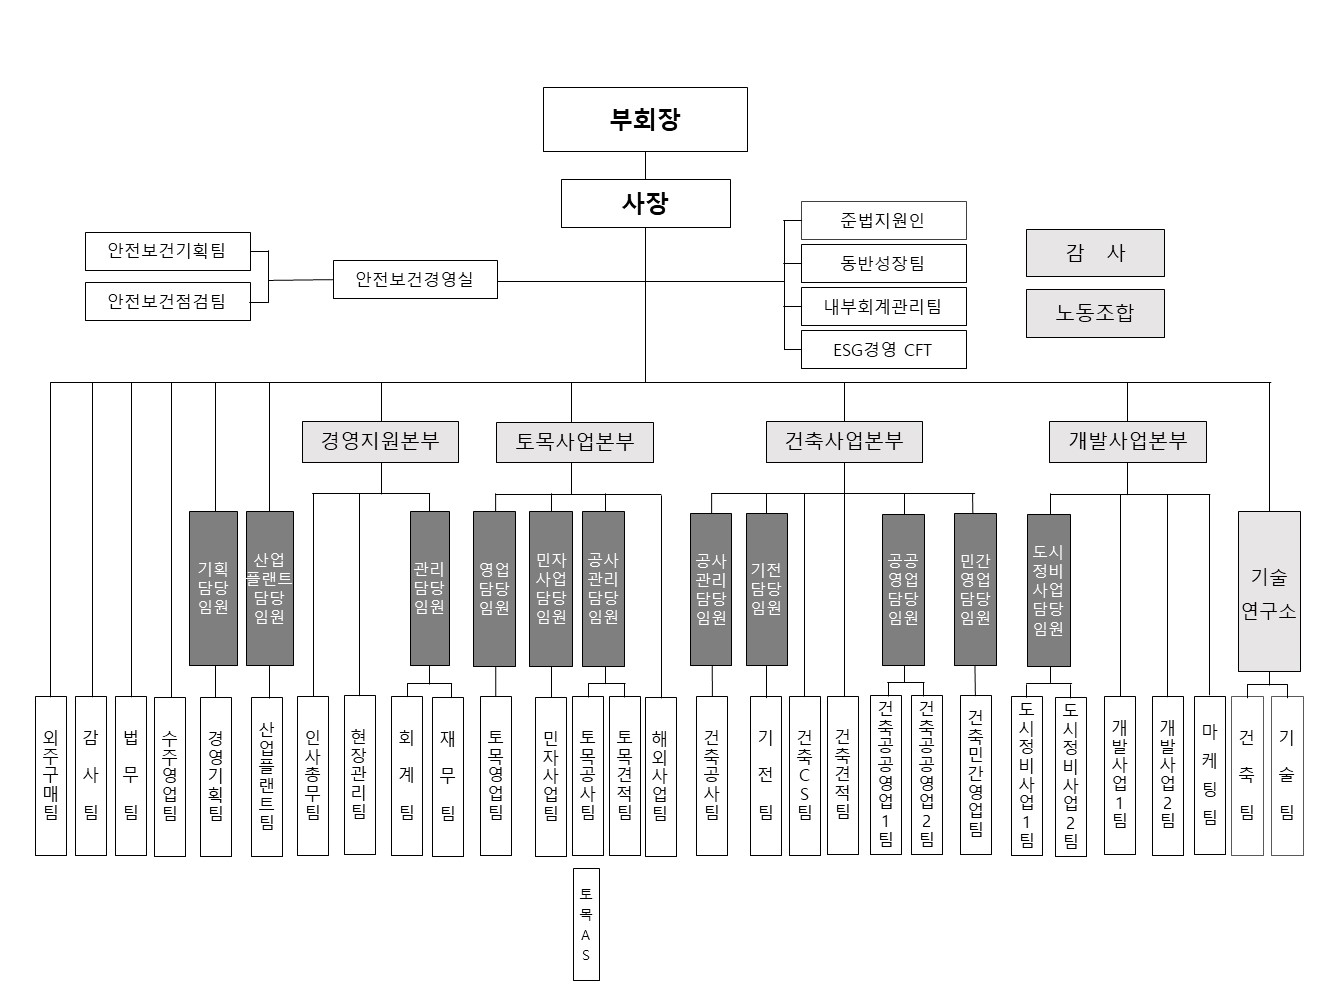 부회장
사장
준법지원인
동반성장팀
내부회계관리팀
ESG경영 CFT
감 사
노동조합
안전보건기획팀
안전보건점검팀
안전보건경영실
경영지원본부
토목사업본부
건축사업본부
개발사업본부
기획
담당
임원
산업
플랜트
담당
임원
관리
담당
임원
영업
담당
임원
민자
사업
담당
임원
공사
관리
담당
임원
공사
관리
담당
임원
기전
담당
임원
공공
영업
담당
임원
민간
영업
담당
임원
도시
정비
사업
담당
임원
기술
연구소
외주구매팀
감사팀
법무팀
수주영업팀
경영기획팀
산업플랜트팀
인사총무팀
현장관리팀
회계팀
재무팀
토목영업팀
민자사업팀
토목공사팀
토목견적팀
해외사업팀
건축공사팀
기전팀
건축CS팀
건축견적팀
건축공공영업1팀
건축공공영업2팀
건축민간영업팀
도시정비사업1팀
도시정비사업2팀
개발사업1팀
개발사업2팀
마케팅팀
건축팀
기술팀
토목AS